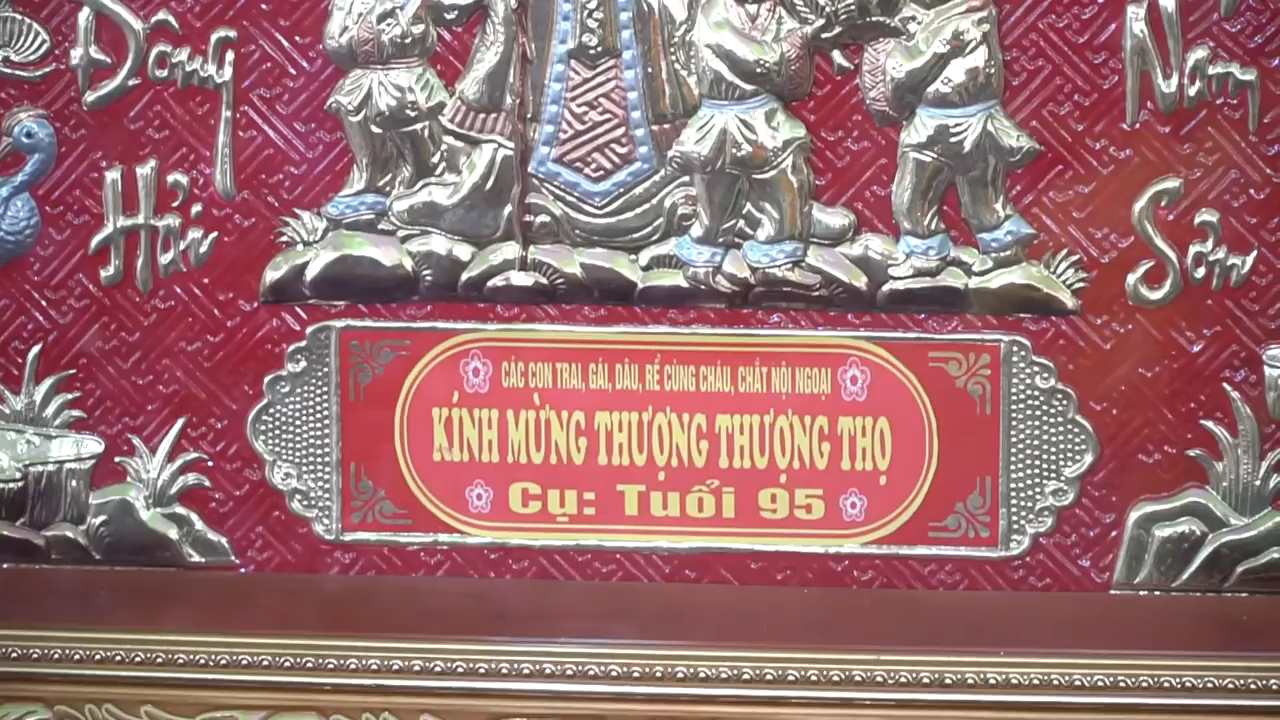 Đông
Hải
Nam
Sơn
CÁC CON TRAI, GÁI, DÂU, RỂ CÙNG CHÁU, CHẮT NỘI NGOẠI
KÍNH MỪNG THƯỢNG THƯỢNG THỌ
Cụ: Tuổi 95